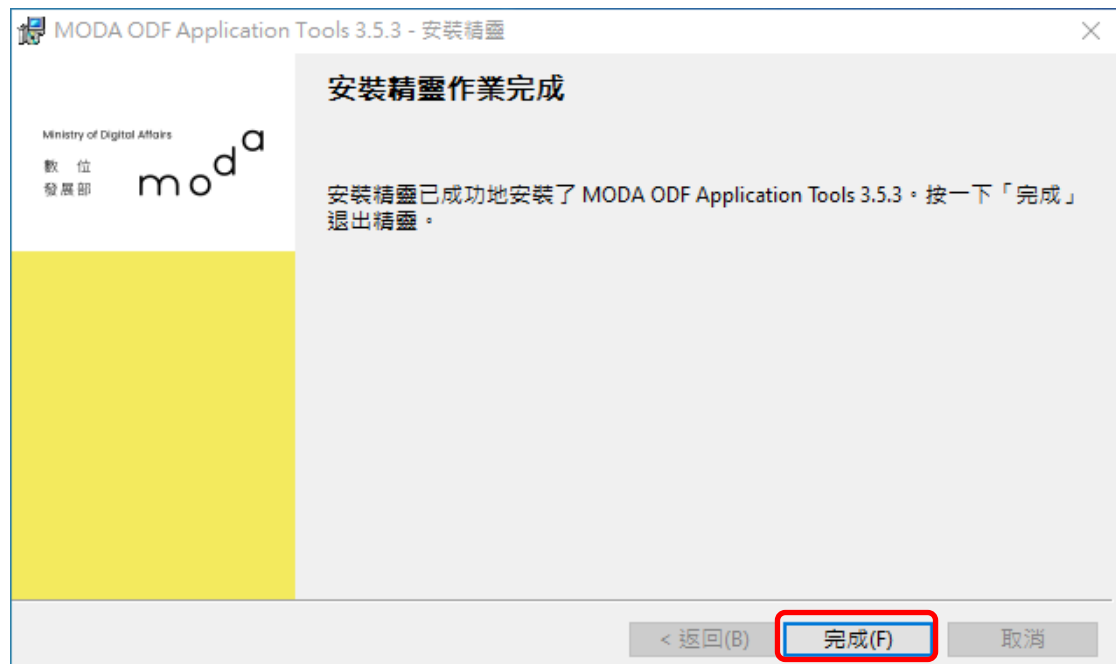 MODA ODF Application Tools 3.5.3 - 安裝精靈
安裝精靈作業完成
Ministry of Digital Affairs
數位
發展部
moda
安裝精靈已成功地安裝了 MODA ODF Application Tools 3.5.3。按一下「完成」
退出精靈。
< 返回(B)
完成(F)
取消